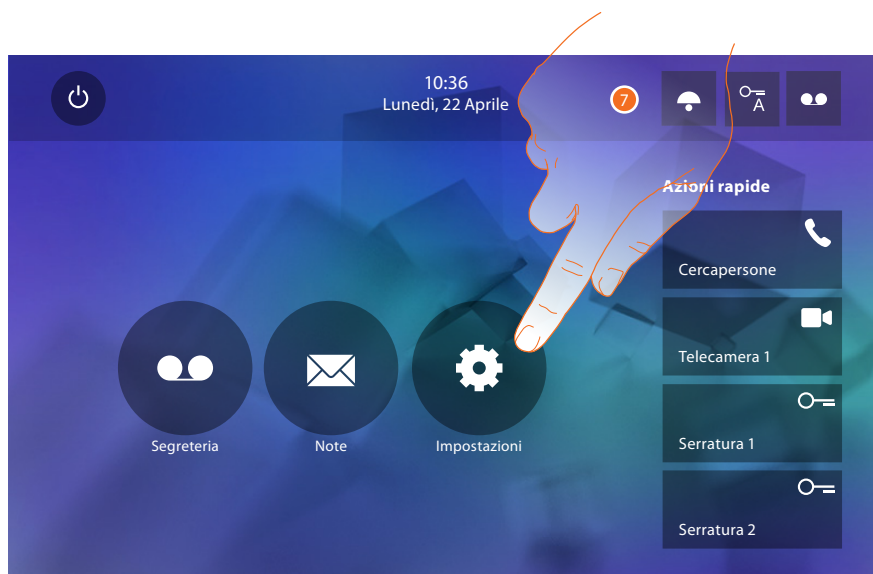 10:36
Lunedì, 22 Aprile
7
A
Azioni rapide
Cercapersone
Telecamera 1
Serratura 1
Serratura 2
Segreteria
Note
Impostazioni